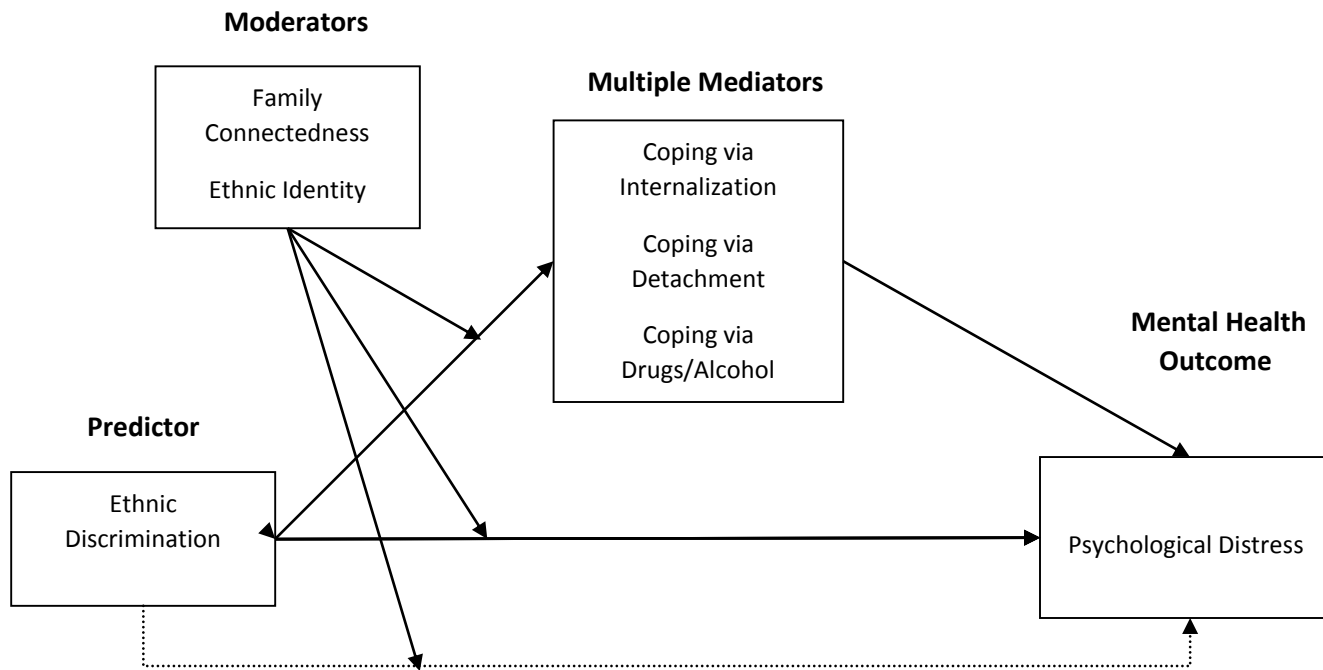 Moderators
Family
Connectedness
Ethnic Identity
Multiple Mediators
Coping via
Internalization
Coping via
Detachment
Coping via
Drugs/Alcohol
Mental Health
Outcome
Predictor
Ethnic
Discrimination
Psychological Distress